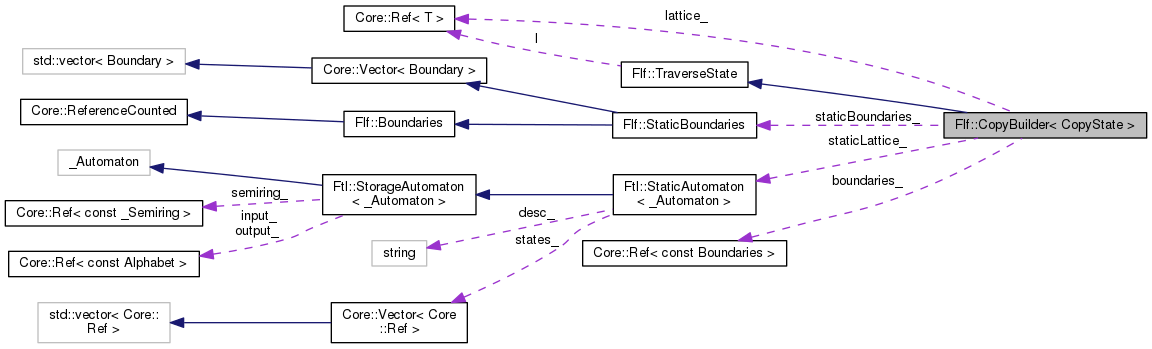 Core::Ref< T >
lattice_
l
std::vector< Boundary >
Core::Vector< Boundary >
Flf::TraverseState
Core::ReferenceCounted
Flf::Boundaries
Flf::StaticBoundaries
staticBoundaries_
Flf::CopyBuilder< CopyState >
staticLattice_
_Automaton
Ftl::StorageAutomaton
< _Automaton >
Ftl::StaticAutomaton
< _Automaton >
boundaries_
semiring_
Core::Ref< const _Semiring >
input_
output_
desc_
states_
string
Core::Ref< const Boundaries >
Core::Ref< const Alphabet >
std::vector< Core::
Ref >
Core::Vector< Core
::Ref >